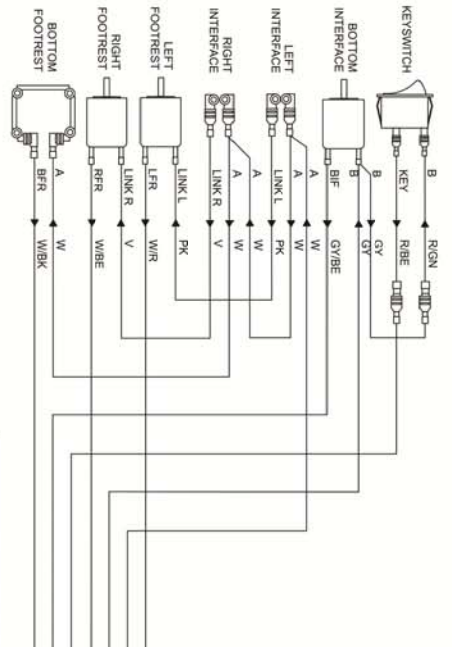 BOTTOM
FOOTREST
RIGHT
FOOTREST
LEFT
FOOTREST
RIGHT
INTERFACE
LEFT
INTERFACE
BOTTOM
INTERFACE
KEYSWITCH
BFR
A
RFR
LINK R
LFR
LINK L
LINK R
A
A
LINK L
A
A
BIF
B
B
KEY
B
W/BK
W
W/BE
V
W/R
PK
V
W
W
PK
W
W
GY/BE
GY
GY
R/BE
R/GN